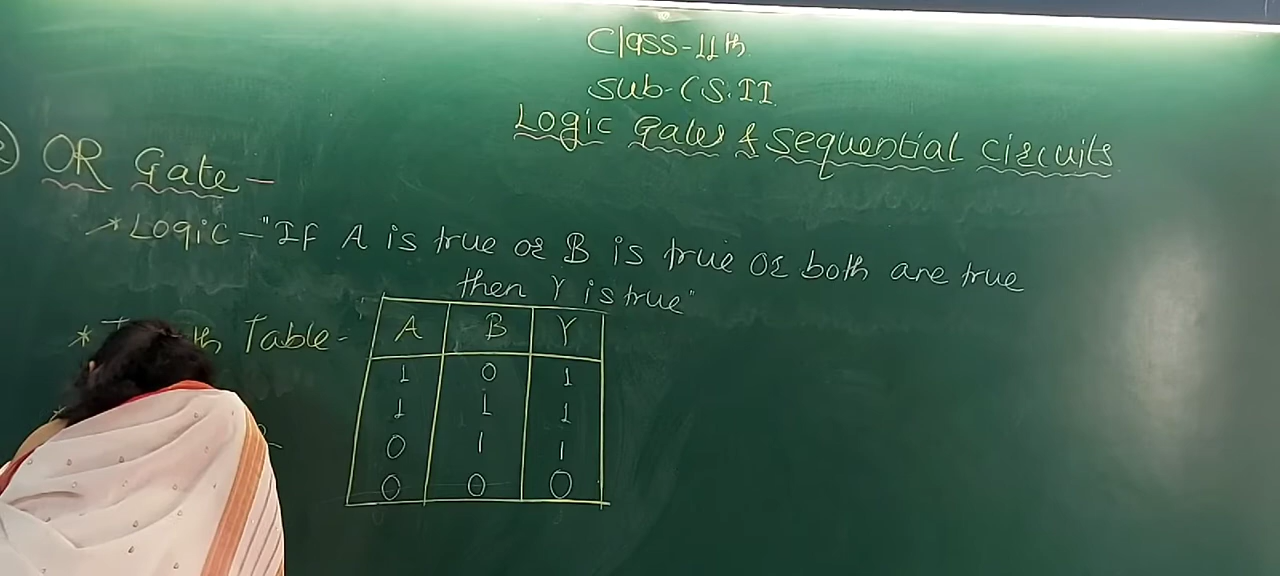 Class-11th
Sub-CS.II
Logic Gates & Sequential Circuits
OR Gate-
*Logic-"IF A is true or B is true or both are true
then Y is true"
* Table-
A B Y
1 0 1
1 1 1
0 1 1
0 0 0